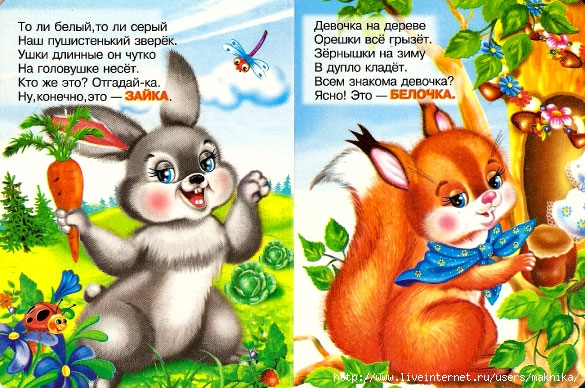 То ли белый,то ли серый
Наш пушистенький зверёк.
Ушки длинные он чутко
На головушке несёт.
Кто же это? Отгадай-ка.
Ну,конечно,это — ЗАЙКА.
Девочка на дереве
Орешки всё грызёт.
Зёрнышки на зиму
В дупло кладёт.
Всем знакома девочка?
Ясно! Это — БЕЛОЧКА.
http://www.liveinternet.ru/users/maknika/